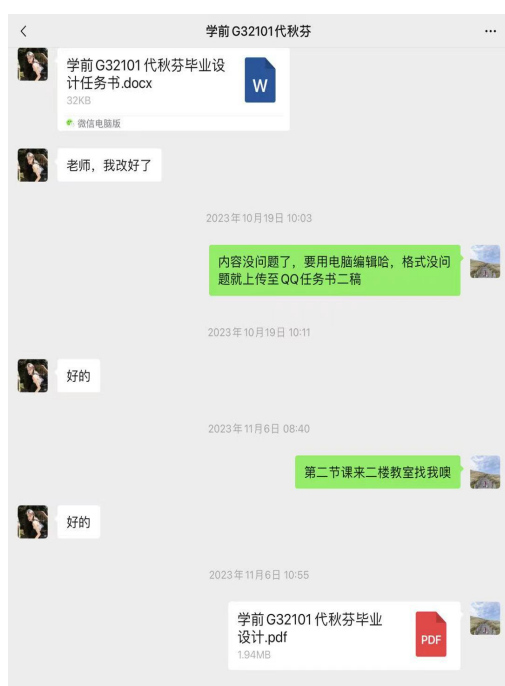 学前G32101代秋芬
学前G32101代秋芬毕业设
计任务书.docx
32KB
W
微信电脑版
老师，我改好了
2023年10月19日 10:03
内容没问题了，要用电脑编辑哈，格式没问
题就上传至QQ任务书二稿
2023年10月19日 10:11
好的
2023年11月6日 08:40
第二节课来二楼教室找我噢
好的
2023年11月6日 10:55
学前G32101代秋芬毕业
设计.pdf
1.94MB
PDF